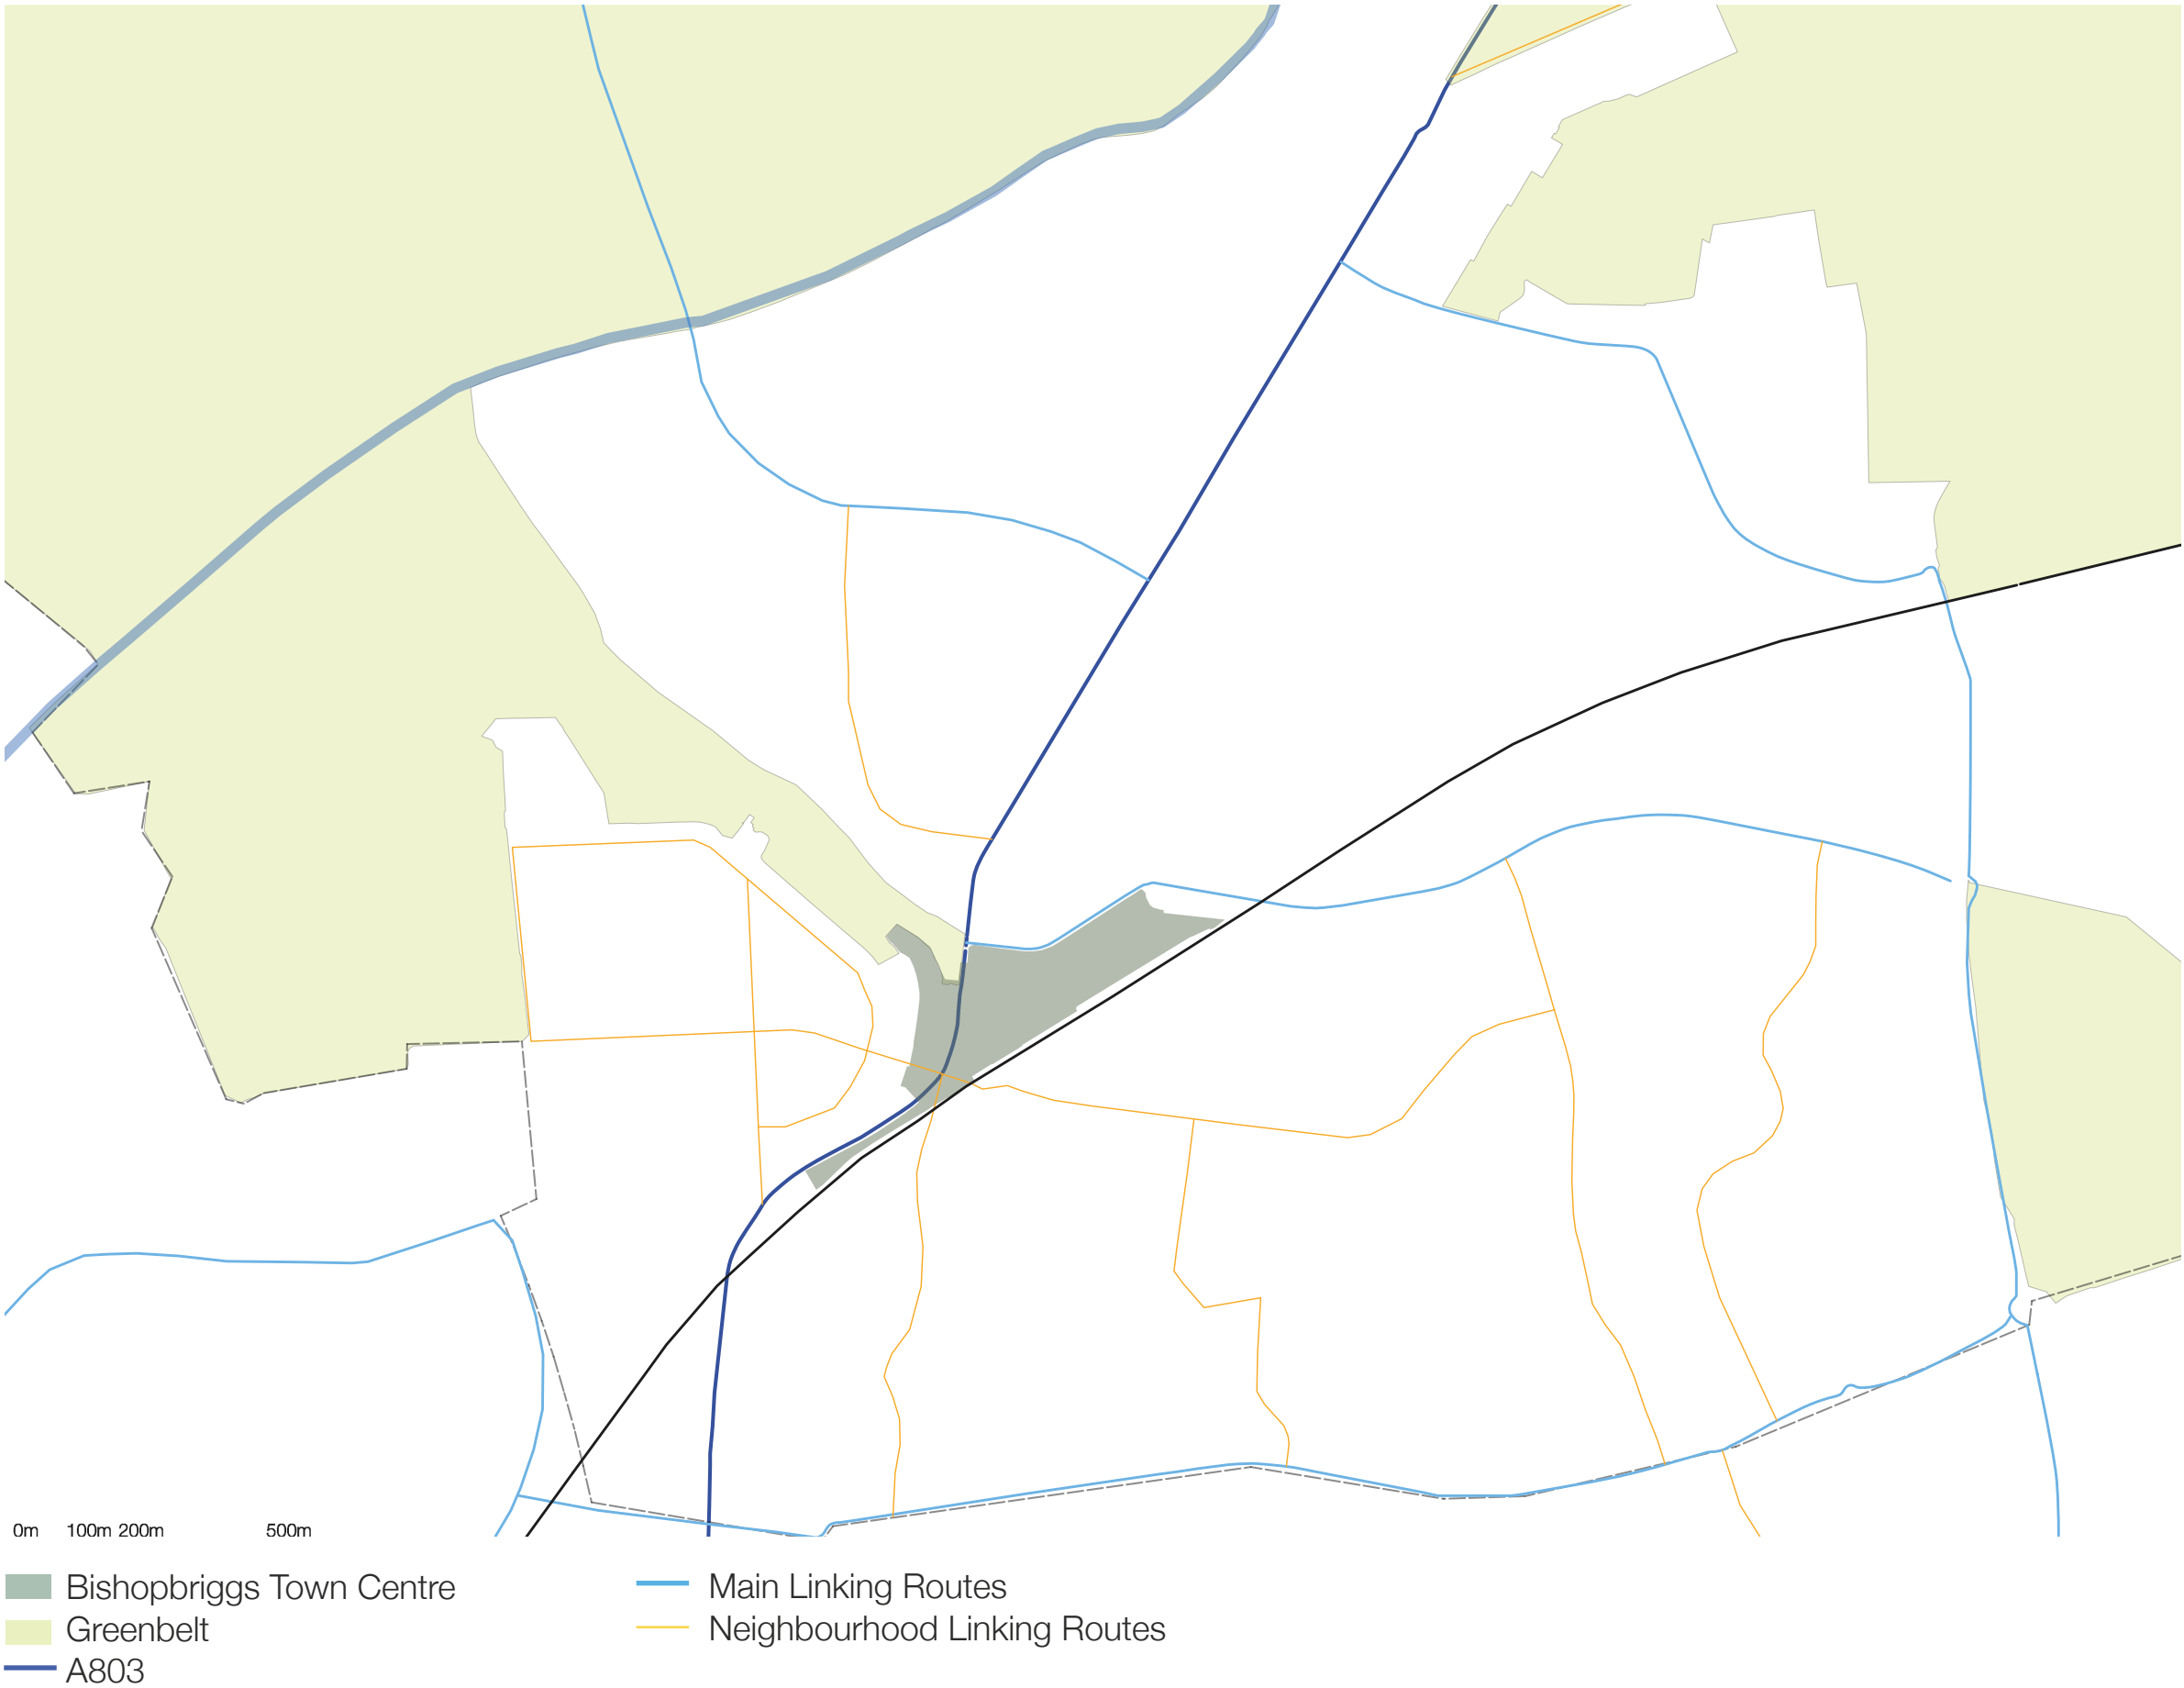 0m 100m 200m 500m
Bishopbriggs Town Centre
Greenbelt
A803
Main Linking Routes
Neighbourhood Linking Routes